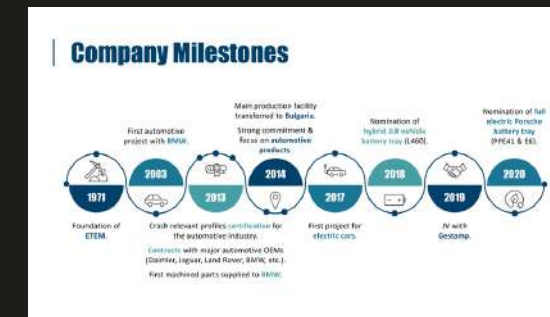 Company Milestones
Main production facility
transferred to Bulgaria.
Strong commitment &
focus on automotive
products.
First automotive
project with BMW.
Nomination of
hybrid JLR vehicle
battery tray (L460).
Nomination of full
electric Porsche
battery tray
(PPE41 & E6).
1971
2003
2013
2014
2017
2018
2019
2020
Foundation of
ETEM.
Crash relevant profiles certification for
the automotive industry.
Contracts with major automotive OEMs
(Daimler, Jaguar, Land Rover, BMW, etc.).
First machined parts supplied to BMW.
First project for
electric cars.
JV with
Gestamp.